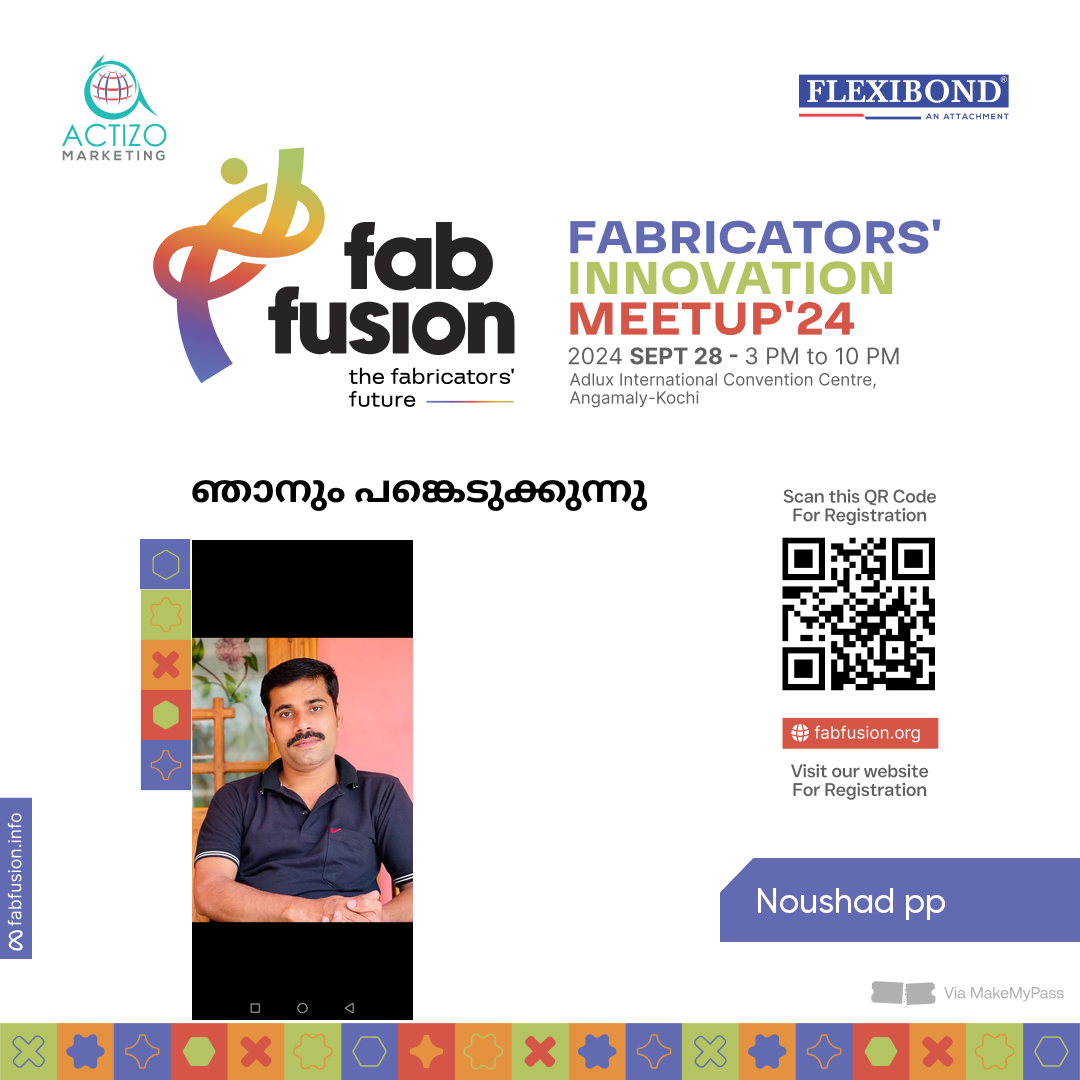 ACTIZO
MARKETING
FLEXIBOND®
AN ATTACHMENT
fab
fusion
the fabricators'
future
FABRICATORS'
INNOVATION
MEETUP'24
2024 SEPT 28 - 3 PM to 10 PM
Adlux International Convention Centre,
Angamaly-Kochi
ഞാനും പങ്കെടുക്കുന്നു
Scan this QR Code
For Registration
fabfusion.org
Visit our website
For Registration
fabfusion.info
Noushad pp
Via MakeMyPass